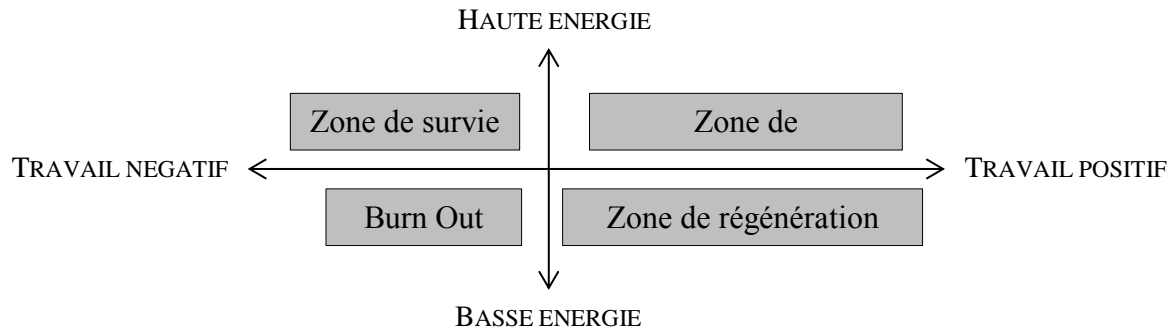 HAUTE ENERGIE
Zone de survie
Zone de
TRAVAIL NEGATIF
TRAVAIL POSITIF
Burn Out
Zone de régénération
BASSE ENERGIE